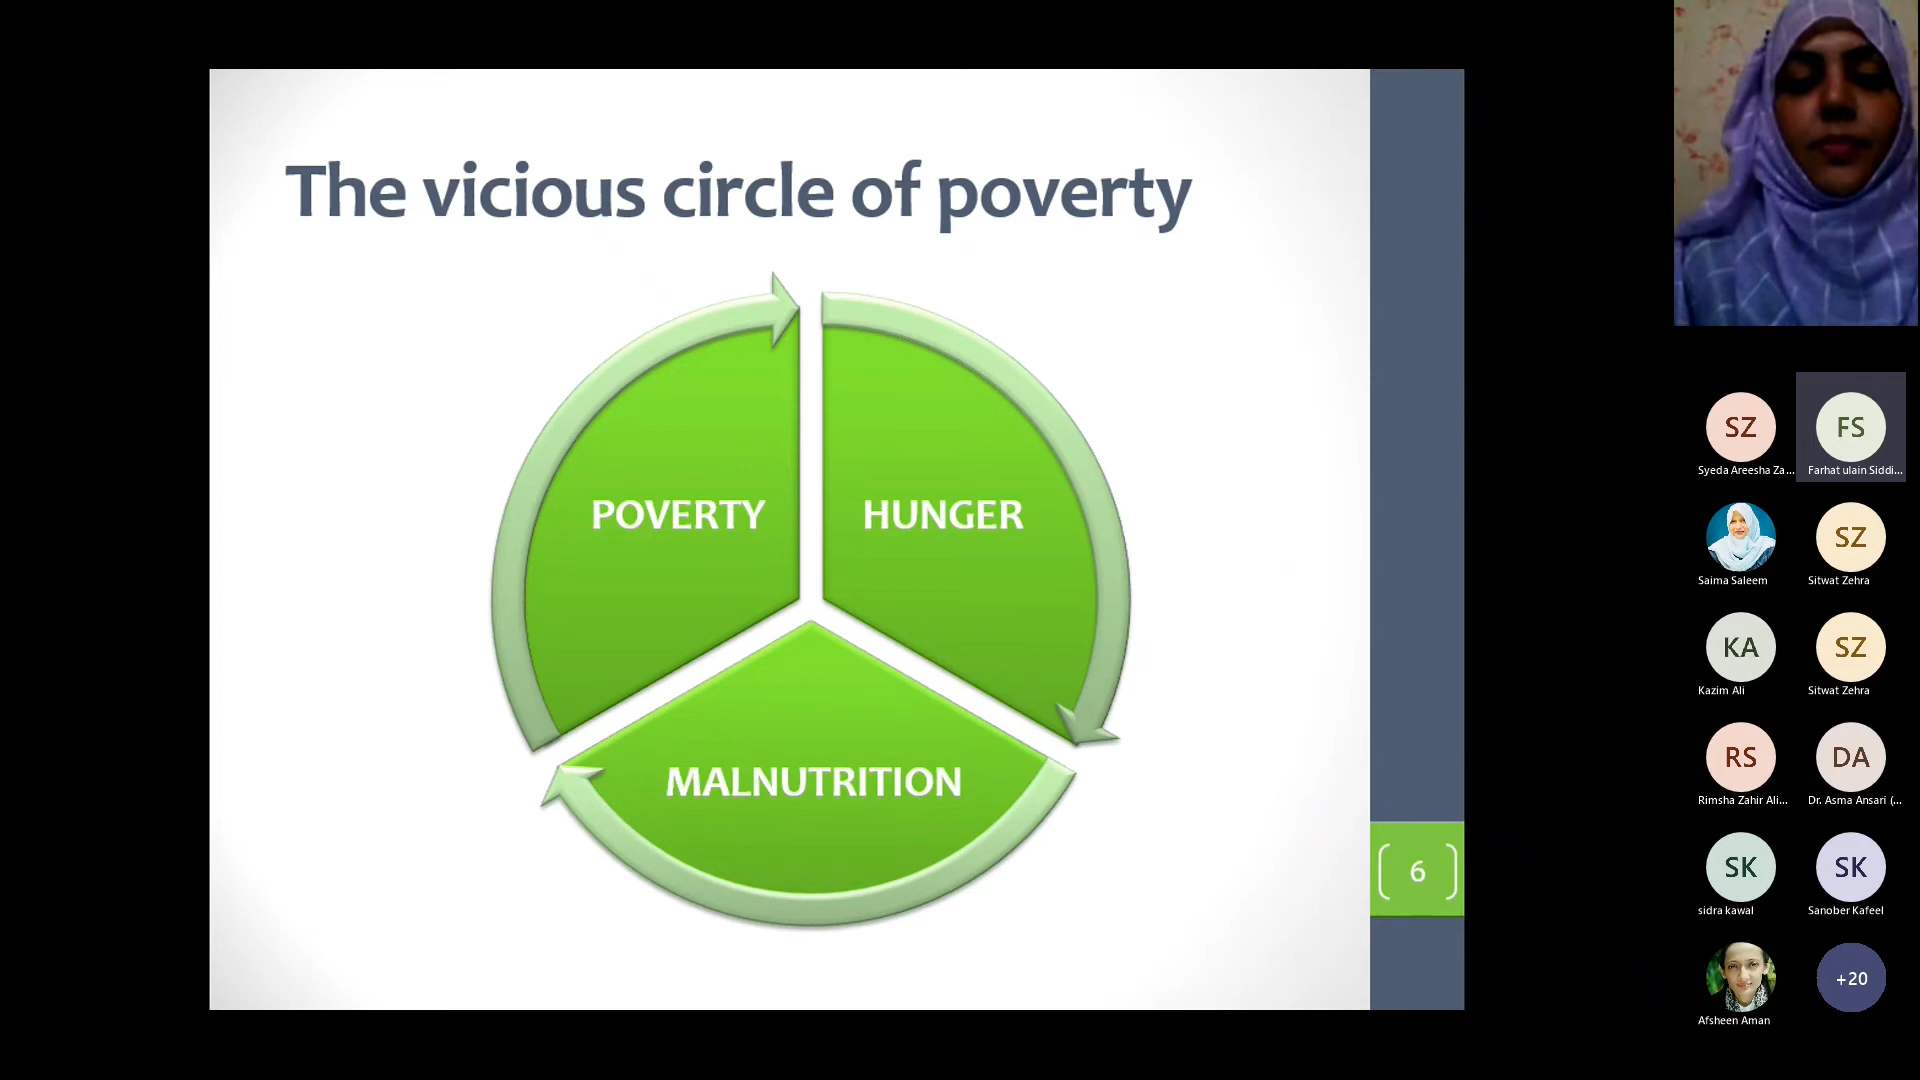 The vicious circle of poverty
POVERTY
HUNGER
MALNUTRITION
6
SZ
Syeda Areesha Za...
FS
Farhat ulain Siddi...
Saima Saleem
SZ
Sitwat Zehra
KA
Kazim Ali
SZ
Sitwat Zehra
RS
Rimsha Zahir Ali...
DA
Dr. Asma Ansari (...
SK
sidra kawal
SK
Sanober Kafeel
Afsheen Aman
+20